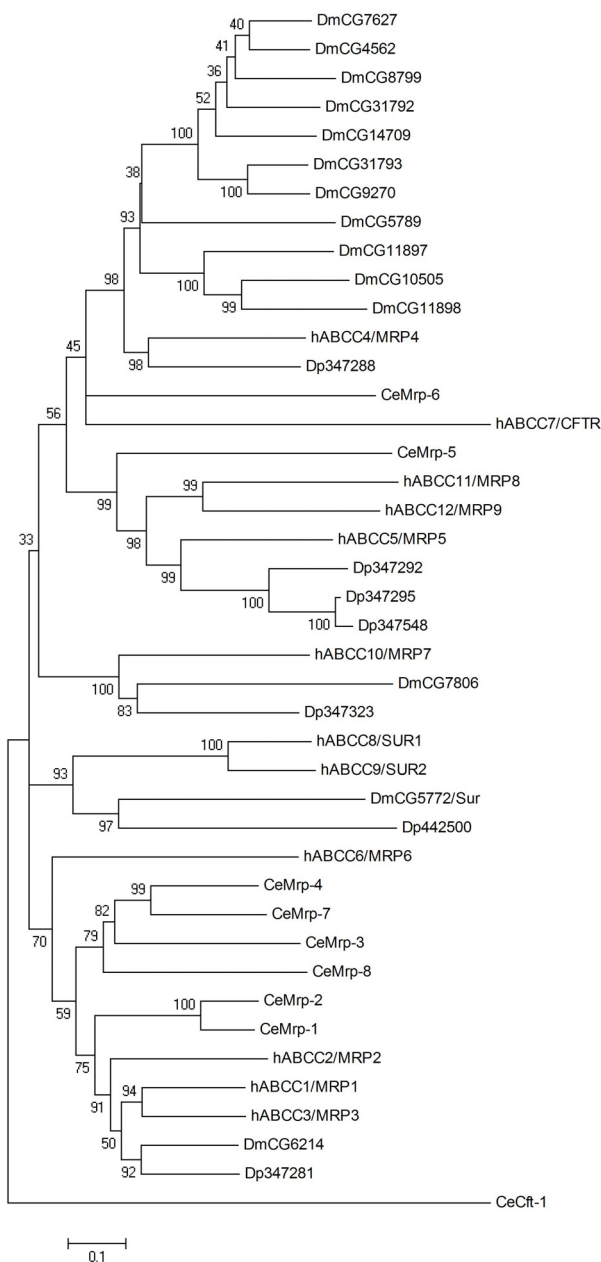 DmCG7627
40
DmCG4562
41
DmCG8799
36
DmCG31792
52
DmCG14709
100
DmCG31793
38
100
DmCG9270
DmCG5789
93
DmCG11897
100
DmCG10505
98
99
DmCG11898
hABCC4/MRP4
45
98
Dp347288
CeMrp-6
56
hABCC7/CFTR
CeMrp-5
99
hABCC11/MRP8
99
hABCC12/MRP9
98
hABCC5/MRP5
33
99
Dp347292
100
Dp347295
100
Dp347548
hABCC10/MRP7
100
DmCG7806
83
Dp347323
hABCC8/SUR1
100
hABCC9/SUR2
93
DmCG5772/Sur
97
Dp442500
hABCC6/MRP6
CeMrp-4
99
CeMrp-7
82
70
79
CeMrp-3
CeMrp-8
59
CeMrp-2
100
CeMrp-1
75
hABCC2/MRP2
94
hABCC1/MRP1
91
hABCC3/MRP3
50
DmCG6214
92
Dp347281
CeCft-1
0.1